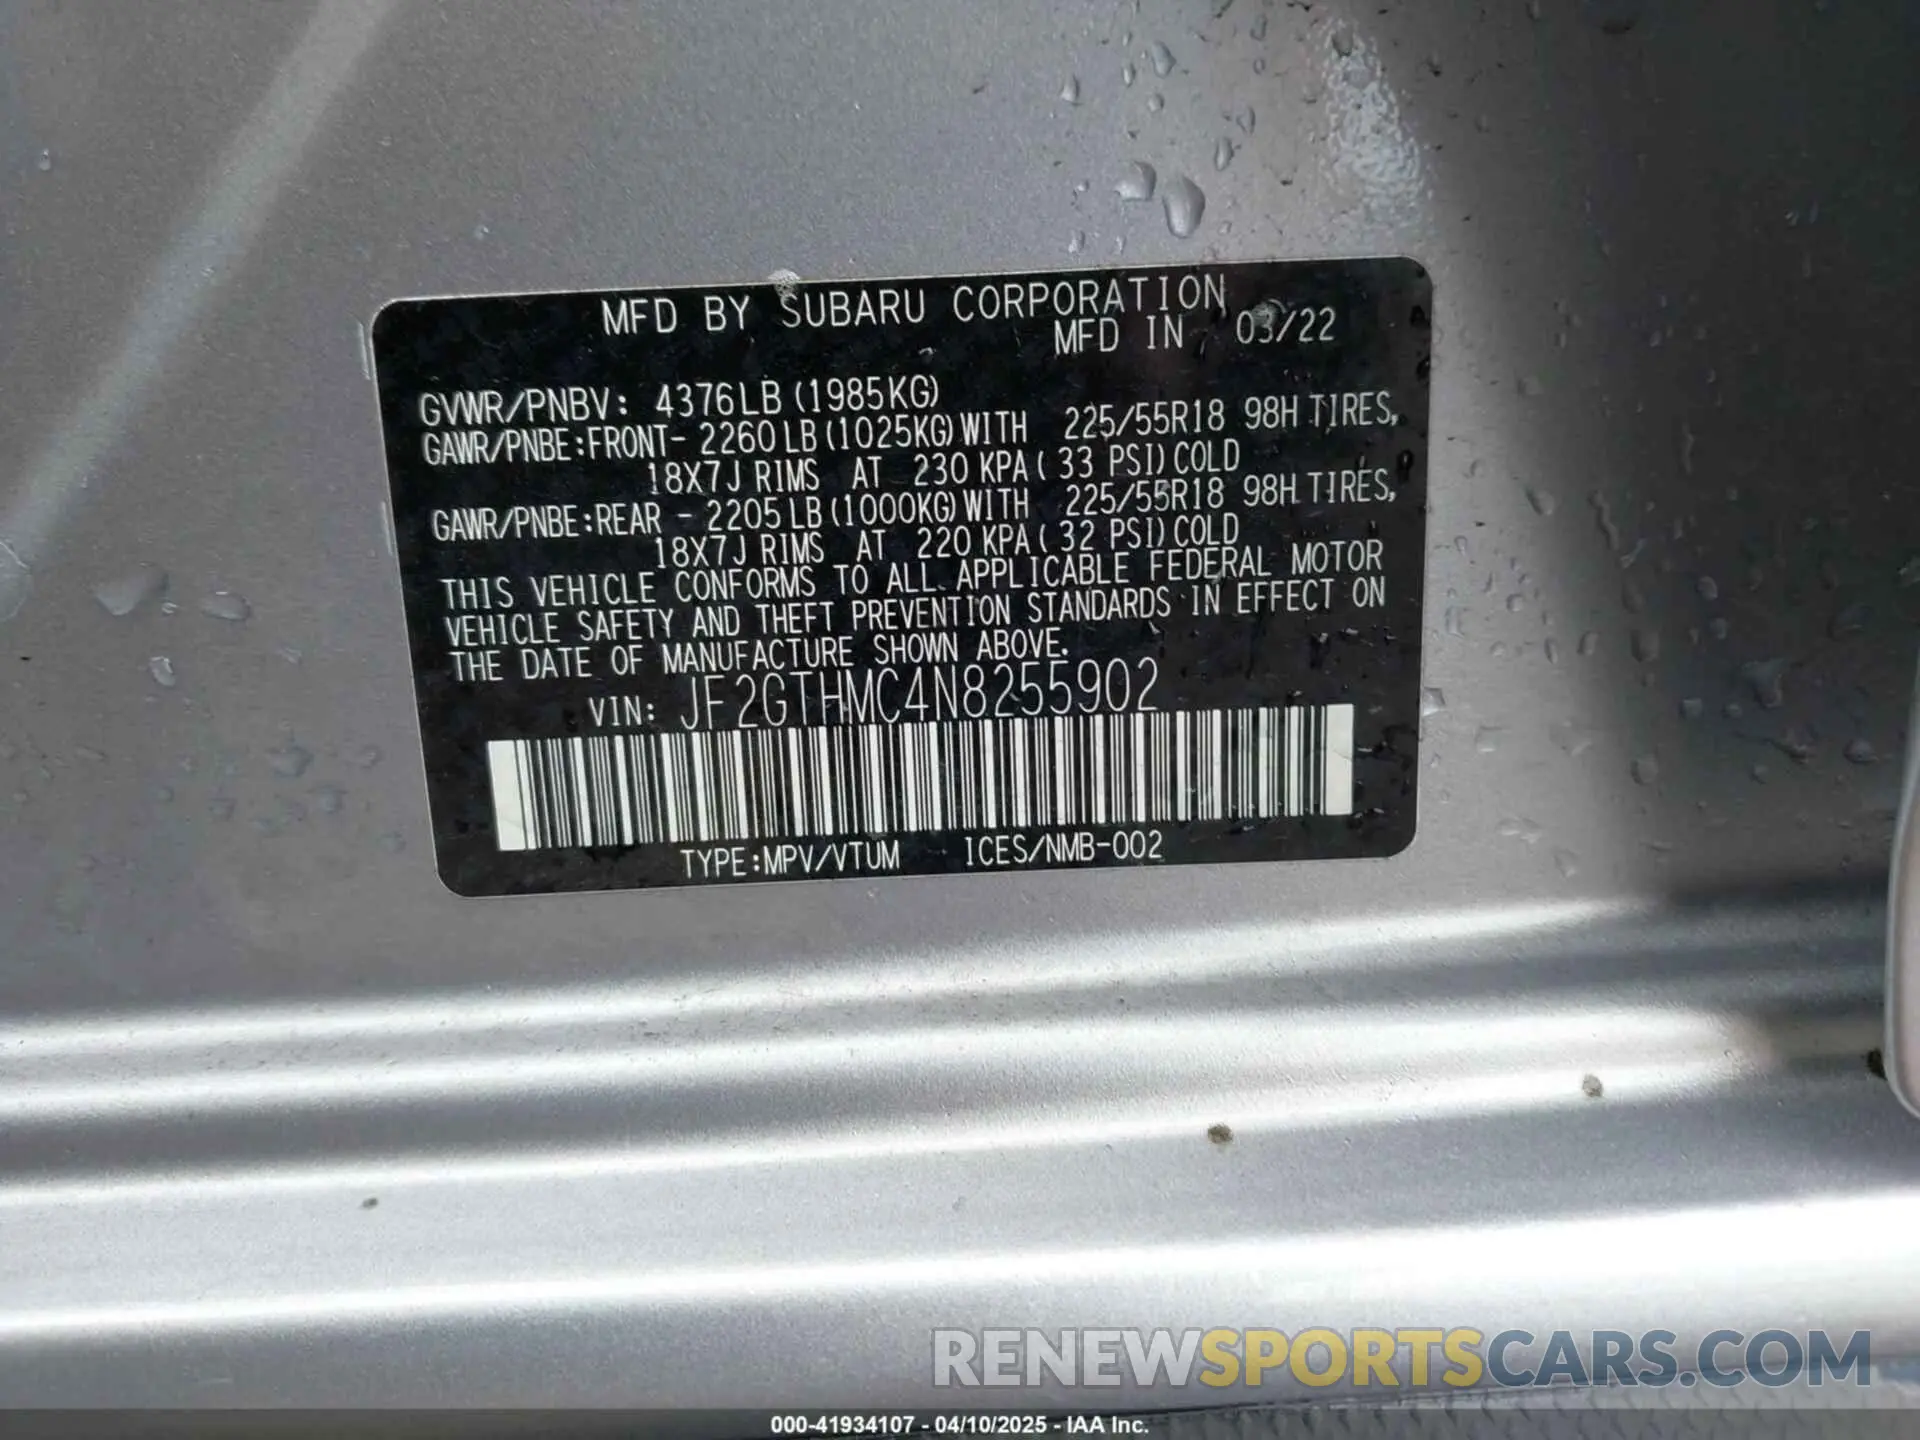 MFD BY SUBARU CORPORATION
MFD IN 03/22
GVWR/PNBV: 4376LB (1985KG)
GAWR/PNBE:FRONT- 2260LB (1025KG) WITH 225/55R18 98H TIRES,
18X7J RIMS AT 230 KPA( 33 PSI) COLD
GAWR/PNBE:REAR - 2205LB (1000KG) WITH 225/55R18 98H TIRES,
18X7J RIMS AT 220 KPA( 32 PSI) COLD
THIS VEHICLE CONFORMS TO ALL APPLICABLE FEDERAL MOTOR
VEHICLE SAFETY AND THEFT PREVENTION STANDARDS IN EFFECT ON
THE DATE OF MANUFACTURE SHOWN ABOVE.
VIN: JF2GTHMC4N8255902
TYPE:MPV/VTUM ICES/NMB-002
RENEWSPORTSCARS.COM
000-41934107 - 04/10/2025 - IAA Inc.